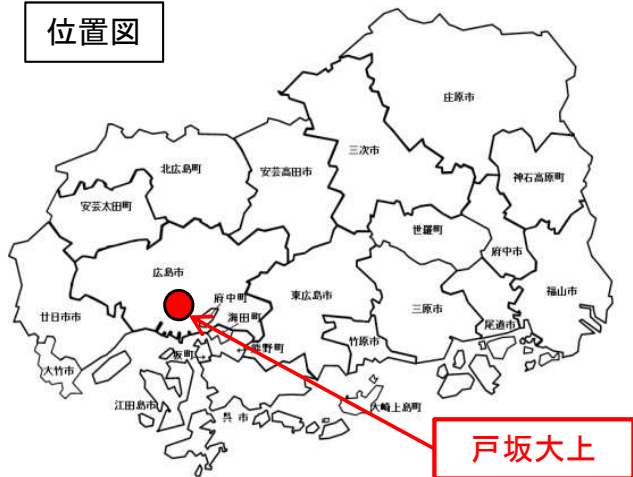 位置図
庄原市
三次市
北広島町
安芸高田市
神石高原町
安芸太田町
世羅町
府中市
広島市
府中町
東広島市
福山市
廿日市市
海田町
三原市
尾道市
坂町
熊野町
竹原市
大竹市
江田島市
呉市
大崎上島町
戸坂大上